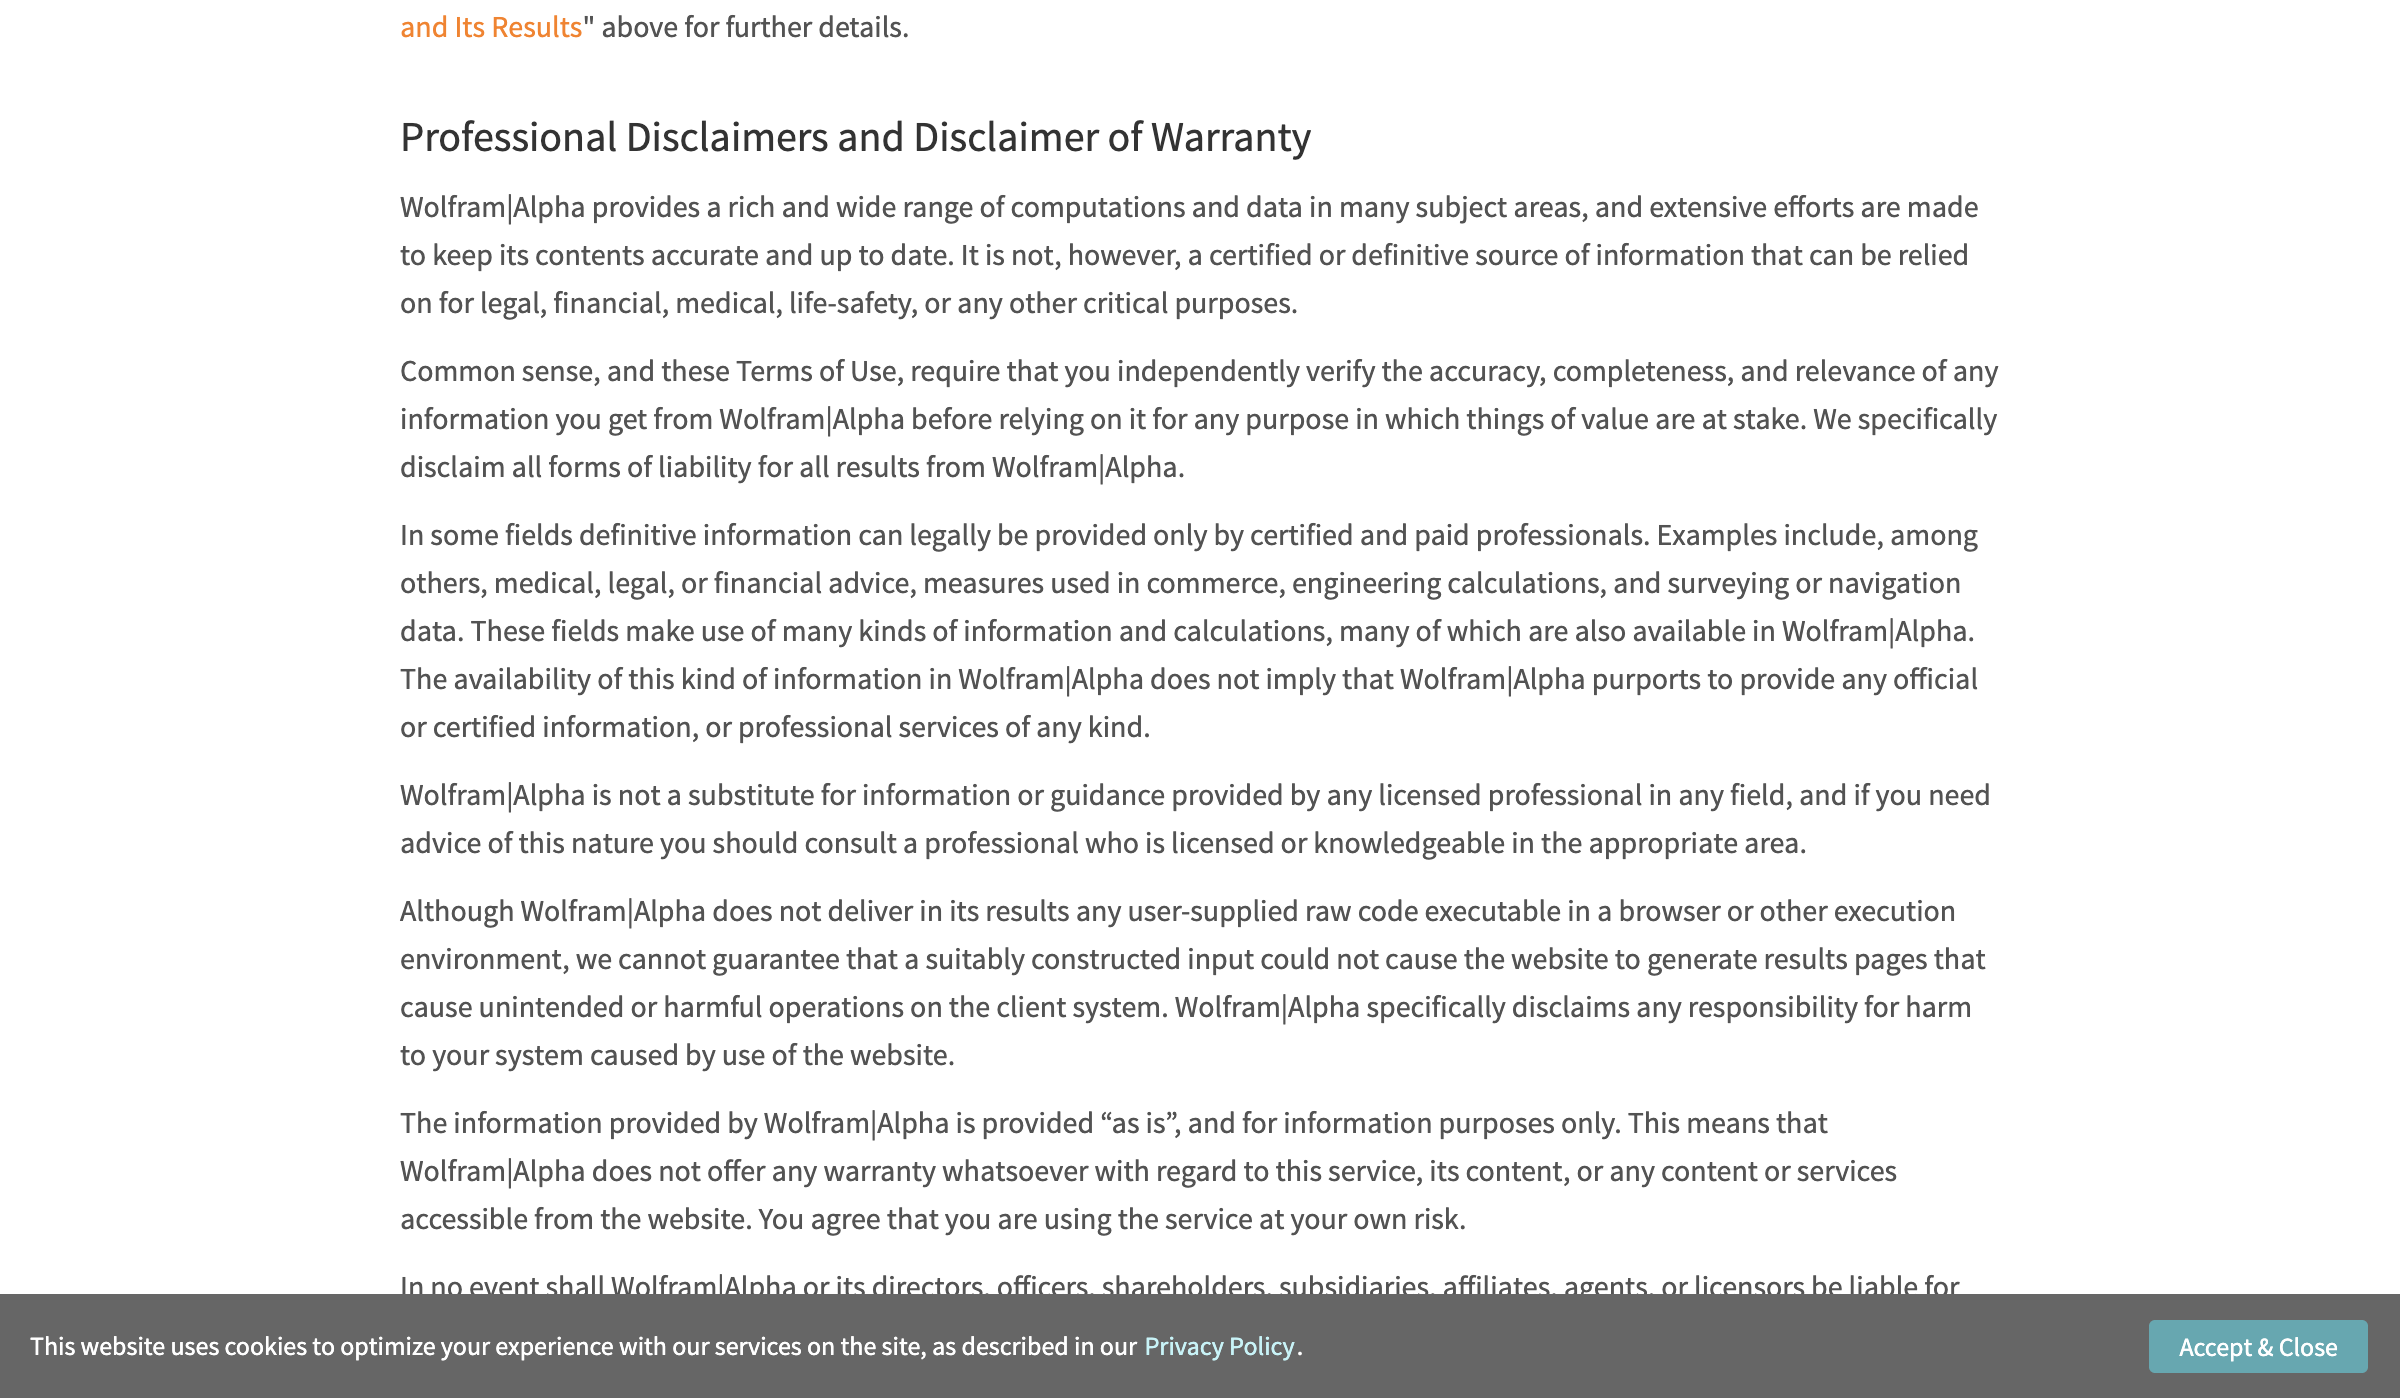 and Its Results" above for further details.
Professional Disclaimers and Disclaimer of Warranty
Wolfram|Alpha provides a rich and wide range of computations and data in many subject areas, and extensive efforts are made
to keep its contents accurate and up to date. It is not, however, a certified or definitive source of information that can be relied
on for legal, financial, medical, life-safety, or any other critical purposes.
Common sense, and these Terms of Use, require that you independently verify the accuracy, completeness, and relevance of any
information you get from Wolfram|Alpha before relying on it for any purpose in which things of value are at stake. We specifically
disclaim all forms of liability for all results from Wolfram|Alpha.
In some fields definitive information can legally be provided only by certified and paid professionals. Examples include, among
others, medical, legal, or financial advice, measures used in commerce, engineering calculations, and surveying or navigation
data. These fields make use of many kinds of information and calculations, many of which are also available in Wolfram|Alpha.
The availability of this kind of information in Wolfram|Alpha does not imply that Wolfram|Alpha purports to provide any official
or certified information, or professional services of any kind.
Wolfram|Alpha is not a substitute for information or guidance provided by any licensed professional in any field, and if you need
advice of this nature you should consult a professional who is licensed or knowledgeable in the appropriate area.
Although Wolfram|Alpha does not deliver in its results any user-supplied raw code executable in a browser or other execution
environment, we cannot guarantee that a suitably constructed input could not cause the website to generate results pages that
cause unintended or harmful operations on the client system. Wolfram|Alpha specifically disclaims any responsibility for harm
to your system caused by use of the website.
The information provided by Wolfram|Alpha is provided “as is”, and for information purposes only. This means that
Wolfram|Alpha does not offer any warranty whatsoever with regard to this service, its content, or any content or services
accessible from the website. You agree that you are using the service at your own risk.
In no event shall Wolfram|Alpha or its directors, officers, shareholders, subsidiaries, affiliates, agents, or licensors be liable for
This website uses cookies to optimize your experience with our services on the site, as described in our Privacy Policy.
Accept & Close